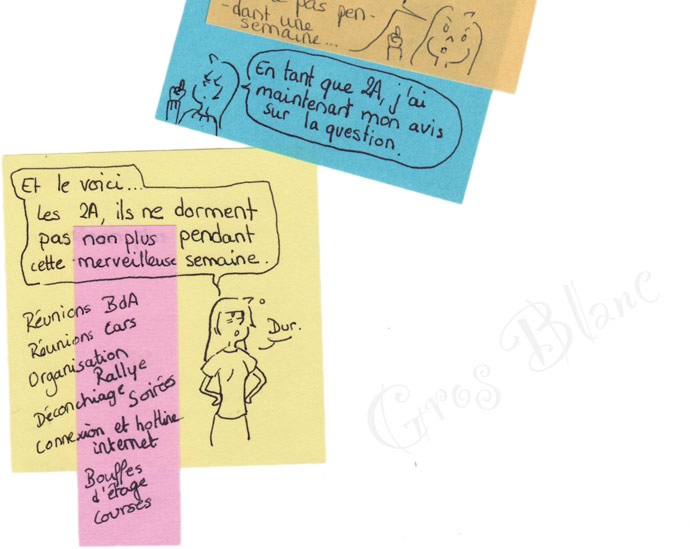 pas pen-
-dant une
semaine...
En tant que 2A, j'ai
maintenant mon avis
sur la question.
Et le voici...
Les 2A, ils ne dorment
pas non plus pendant
cette merveilleuse semaine.
Dur.
Réunions BdA
Réunions Cars
Organisation
Rallye
Déconchiage Soirées
Connexion et hotline
internet
Bouffes
d'étage
Courses
Gros Blanc